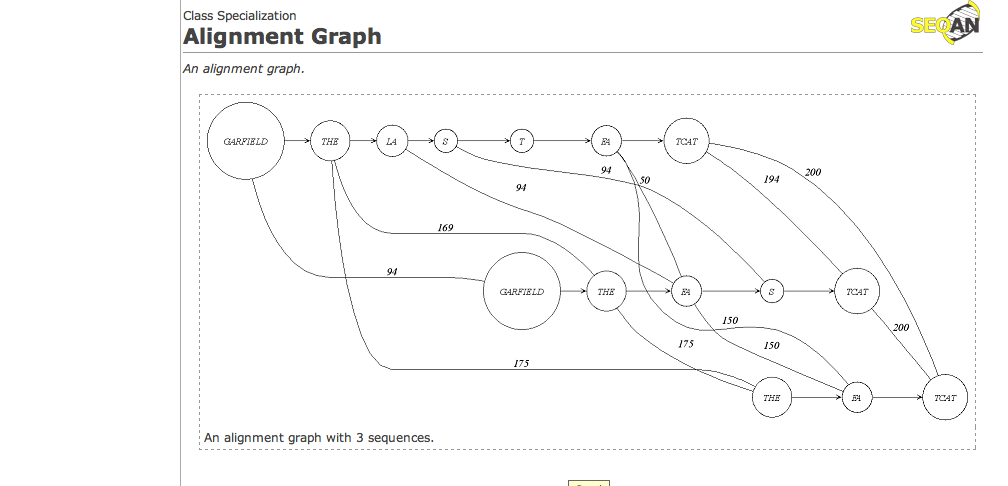 Class Specialization
SEQAN
Alignment Graph
An alignment graph.
GARFIELD THE LA S T FA TCAT
94 50 194 200
94
169
94
GARFIELD THE FA S TCAT
150 200
175 150
175
THE FA TCAT
An alignment graph with 3 sequences.